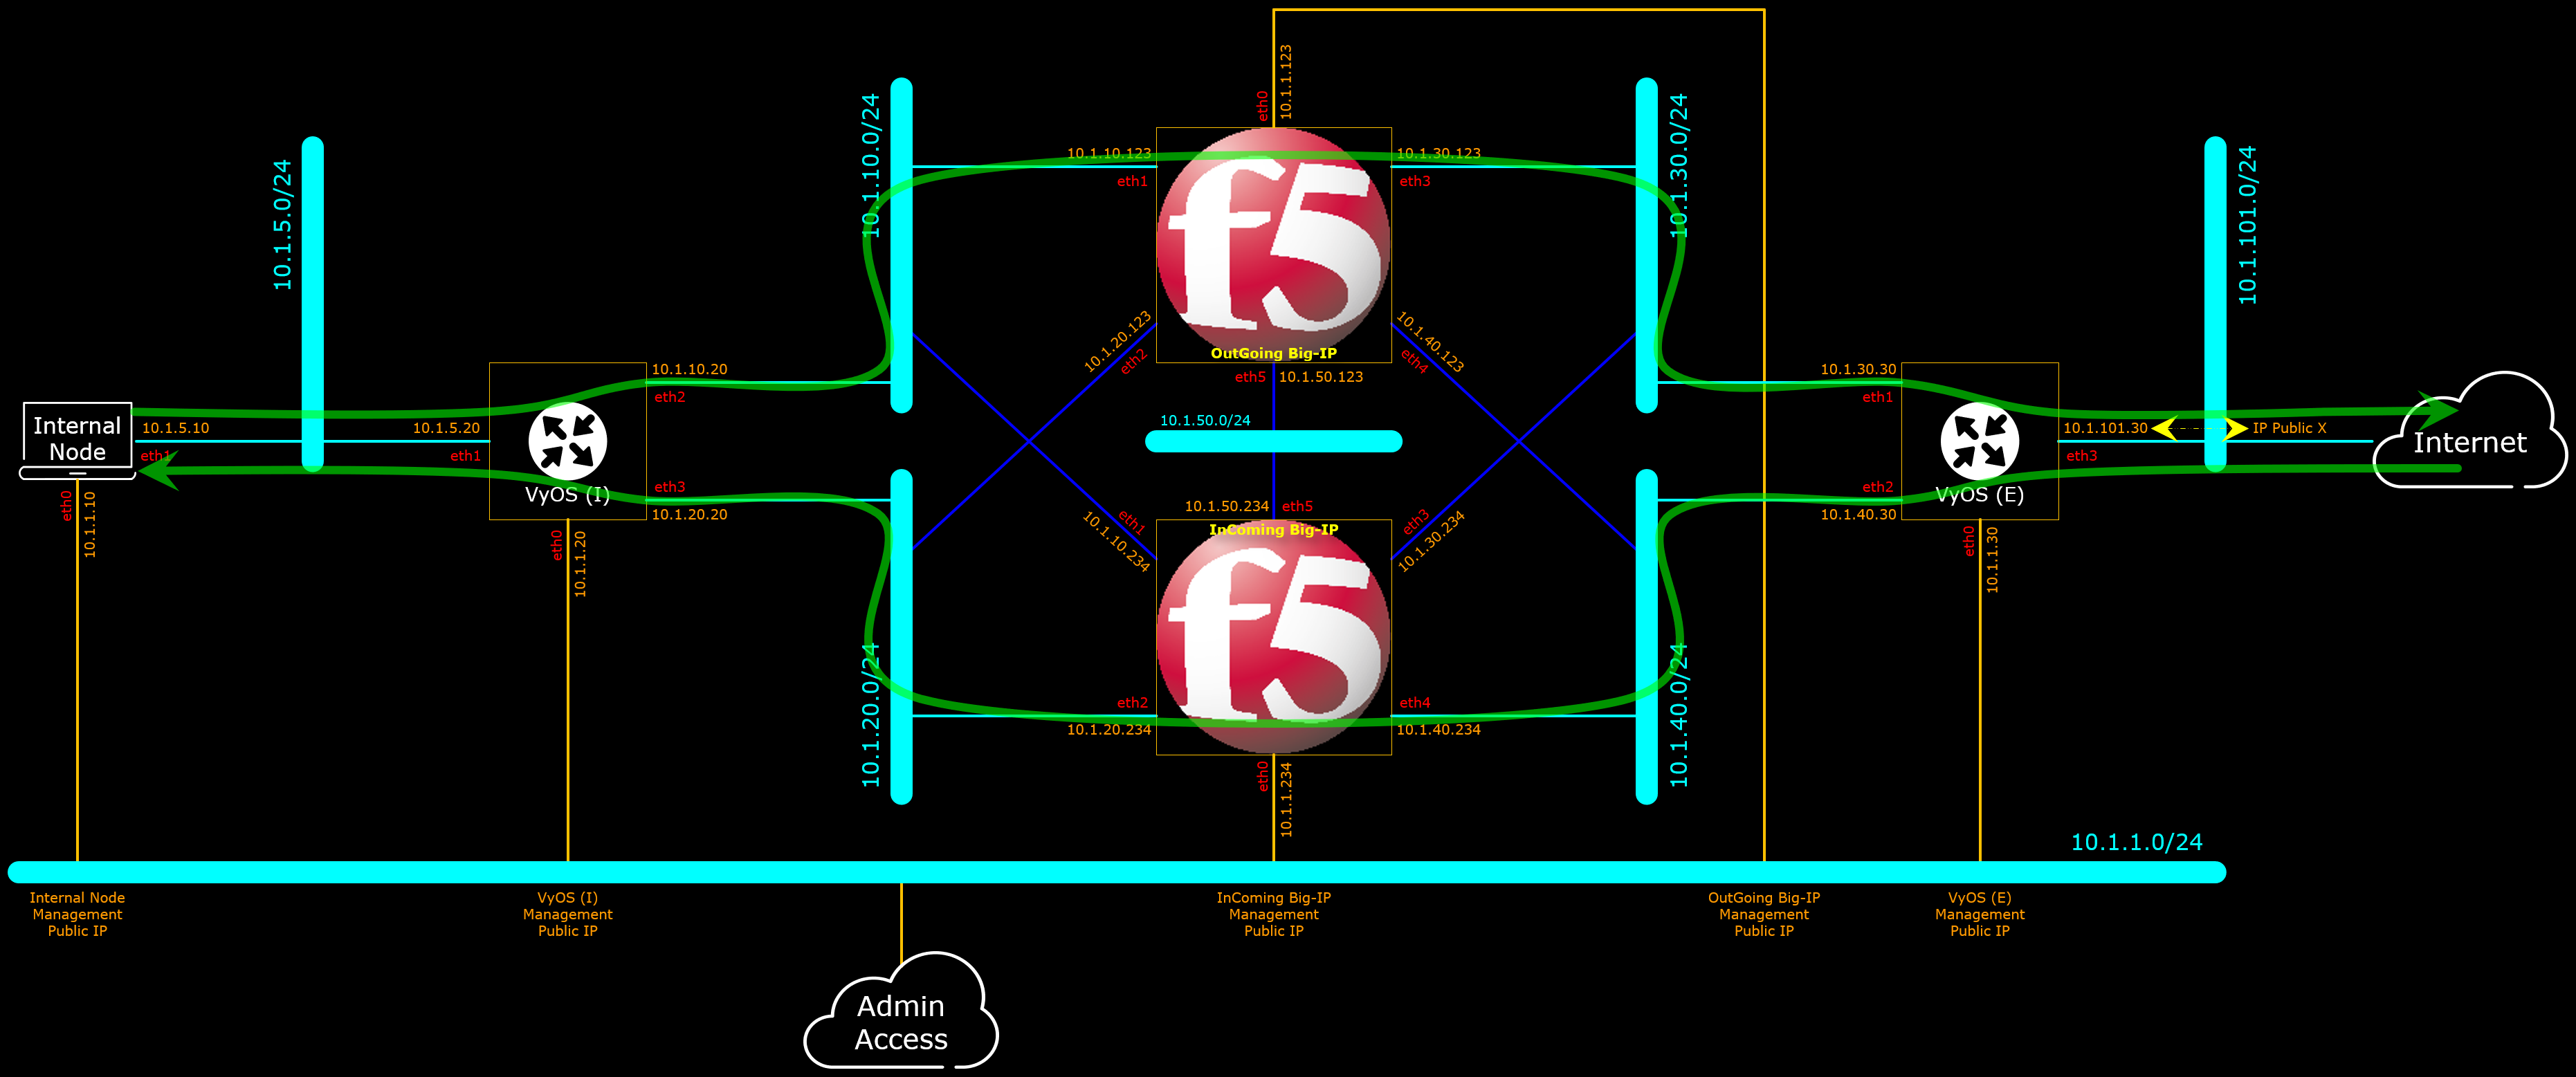 eth0
10.1.1.123
10.1.5.0/24
10.1.10.0/24
10.1.10.123
eth1
f5
10.1.30.123
eth3
10.1.30.0/24
10.1.101.0/24
10.1.20.123
eth2
OutGoing Big-IP
10.1.40.123
eth4
eth5
10.1.50.123
Internal
Node
10.1.5.10
eth1
eth0
10.1.1.10
10.1.5.20
eth1
VyOS (I)
10.1.10.20
eth2
eth3
10.1.20.20
eth0
10.1.1.20
10.1.50.0/24
10.1.50.234
eth5
10.1.30.30
eth1
eth2
10.1.40.30
VyOS (E)
eth0
10.1.1.30
10.1.101.30
eth3
IP Public X
Internet
eth1
10.1.10.234
InComing Big-IP
f5
eth3
10.1.30.234
10.1.20.0/24
eth2
10.1.20.234
eth4
10.1.40.234
10.1.40.0/24
eth0
10.1.1.234
10.1.1.0/24
Internal Node
Management
Public IP
VyOS (I)
Management
Public IP
InComing Big-IP
Management
Public IP
OutGoing Big-IP
Management
Public IP
VyOS (E)
Management
Public IP
Admin
Access